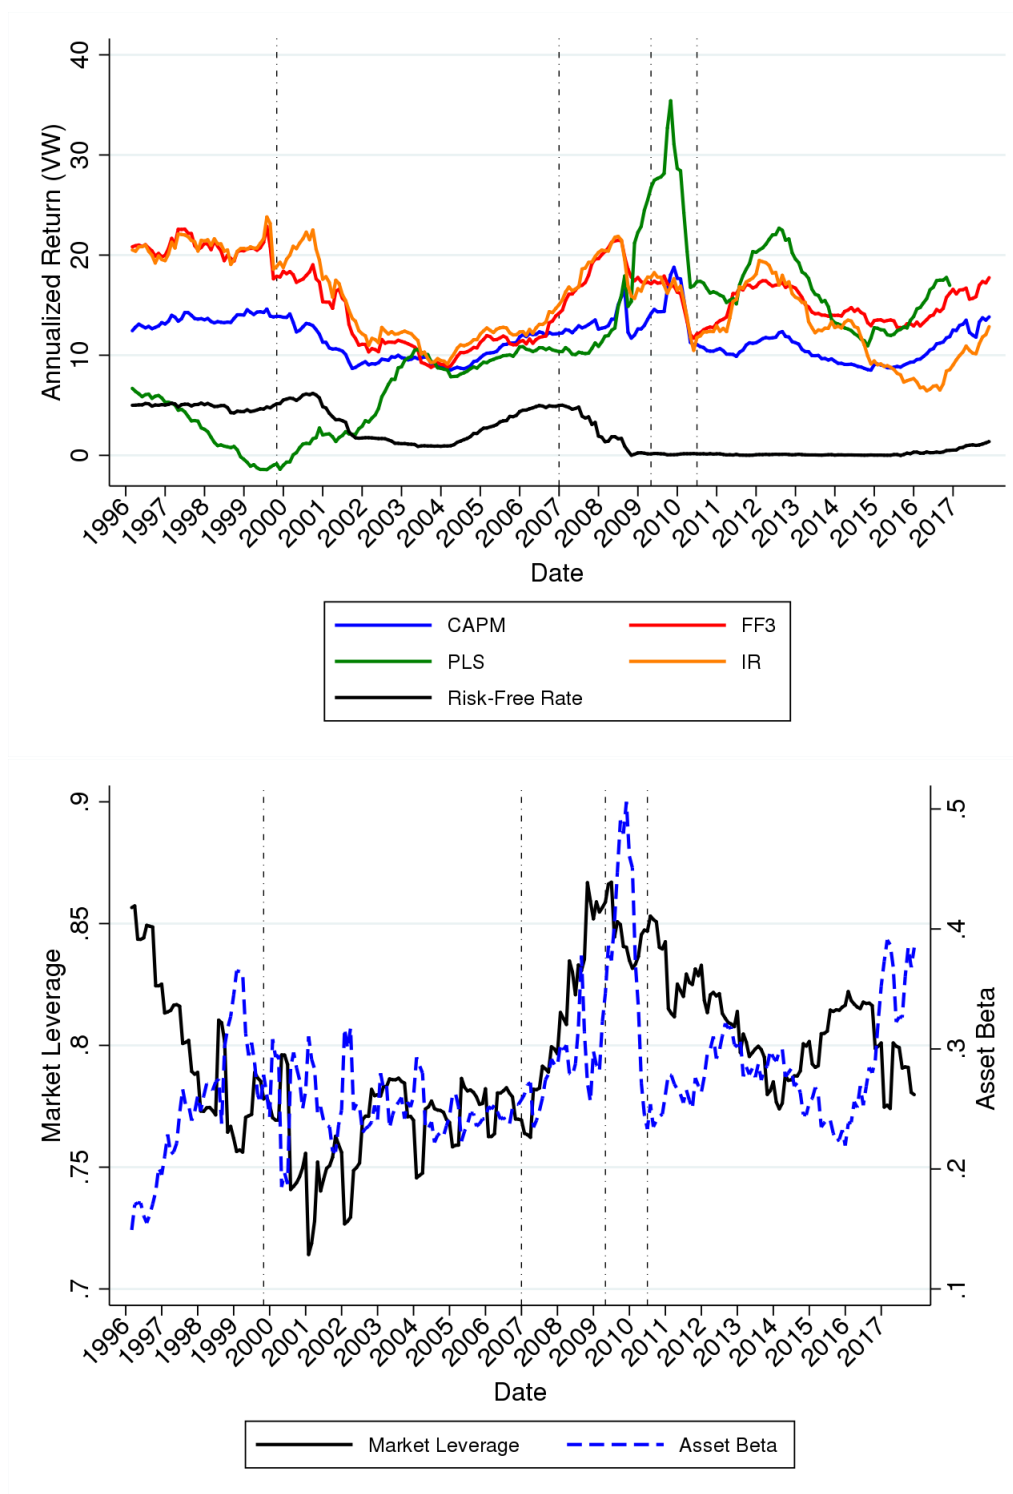 Annualized Return (VW)
40
30
20
10
0
1996 1997 1998 1999 2000 2001 2002 2003 2004 2005 2006 2007 2008 2009 2010 2011 2012 2013 2014 2015 2016 2017
Date
CAPM FF3
PLS IR
Risk-Free Rate
Market Leverage
.9
.85
.8
.75
.7
Asset Beta
.5
.4
.3
.2
.1
1996 1997 1998 1999 2000 2001 2002 2003 2004 2005 2006 2007 2008 2009 2010 2011 2012 2013 2014 2015 2016 2017
Date
Market Leverage Asset Beta